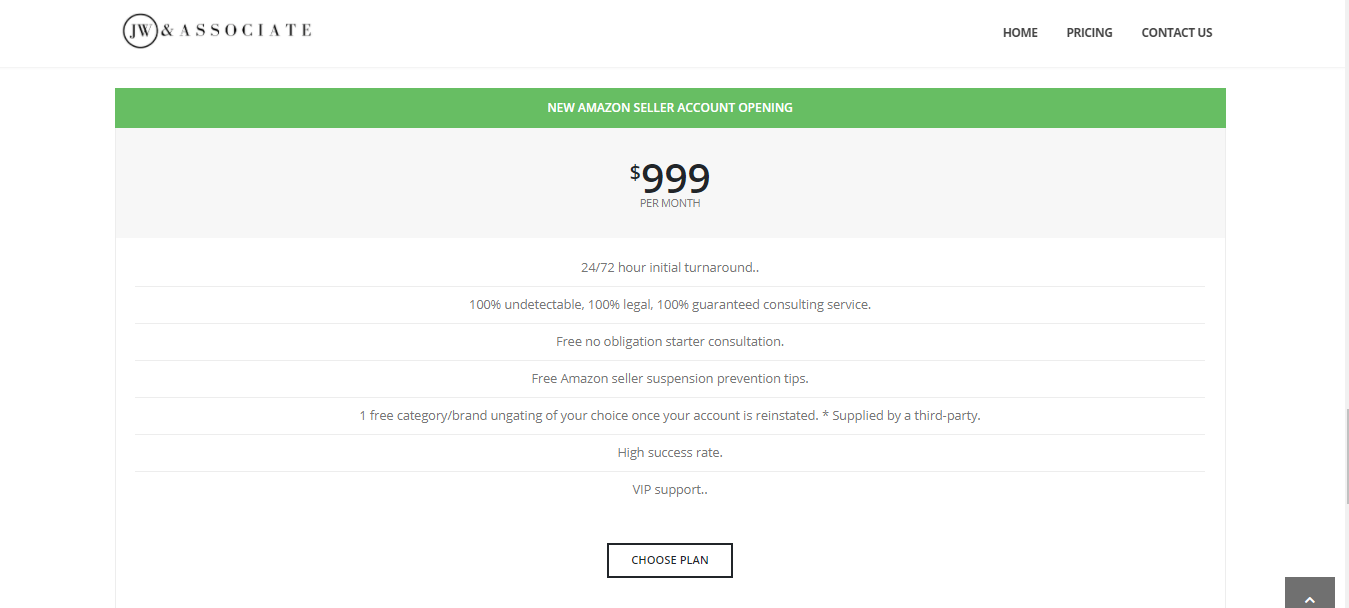 JW & ASSOCIATE
HOME PRICING CONTACT US
NEW AMAZON SELLER ACCOUNT OPENING
$999
PER MONTH
24/72 hour initial turnaround..
100% undetectable, 100% legal, 100% guaranteed consulting service.
Free no obligation starter consultation.
Free Amazon seller suspension prevention tips.
1 free category/brand ungating of your choice once your account is reinstated. * Supplied by a third-party.
High success rate.
VIP support..
CHOOSE PLAN